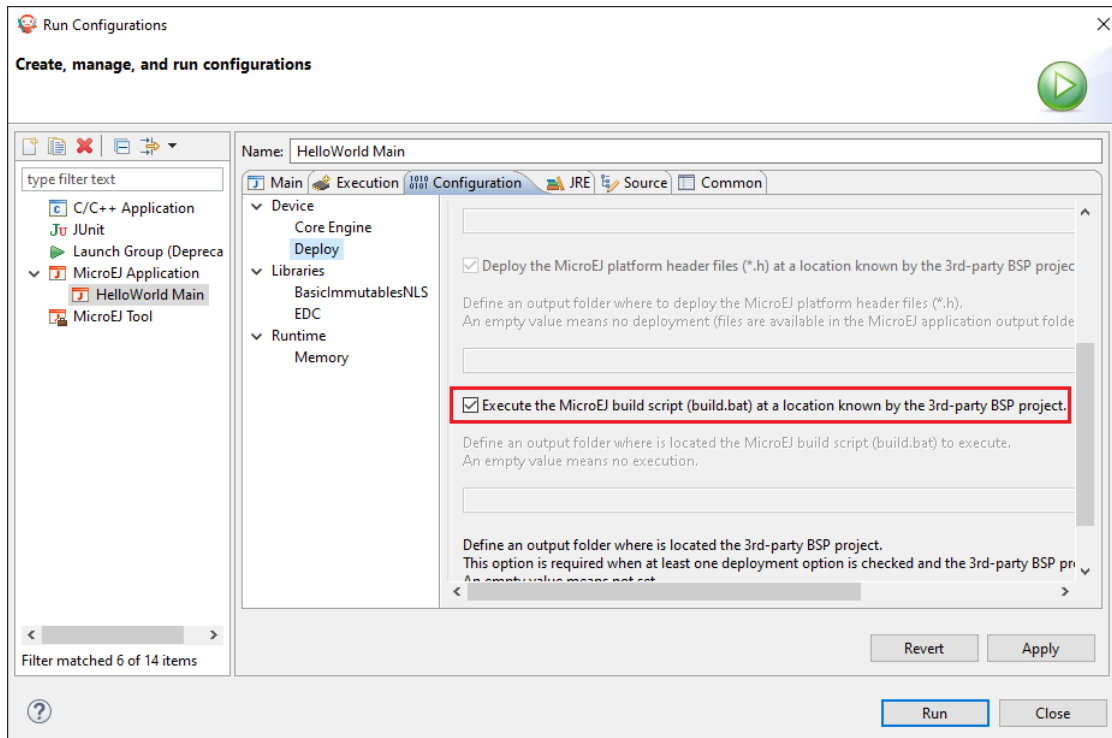 Run Configurations
Create, manage, and run configurations
type filter text
C/C++ Application
JUnit
Launch Group (Depreca
MicroEJ Application
HelloWorld Main
MicroEJ Tool
Filter matched 6 of 14 items
Name: HelloWorld Main
Main Execution Configuration JRE Source Common
Device
Core Engine
Deploy
Libraries
BasicImmutablesNLS
EDC
Runtime
Memory
Deploy the MicroEJ platform header files (*.h) at a location known by the 3rd-party BSP projec
Define an output folder where to deploy the MicroEJ platform header files (*.h).
An empty value means no deployment (files are available in the MicroEJ application output folde
Execute the MicroEJ build script (build.bat) at a location known by the 3rd-party BSP project.
Define an output folder where is located the MicroEJ build script (build.bat) to execute.
An empty value means no execution.
Define an output folder where is located the 3rd-party BSP project.
This option is required when at least one deployment option is checked and the 3rd-party BSP pr
An empty value means not set
Revert Apply
Run Close